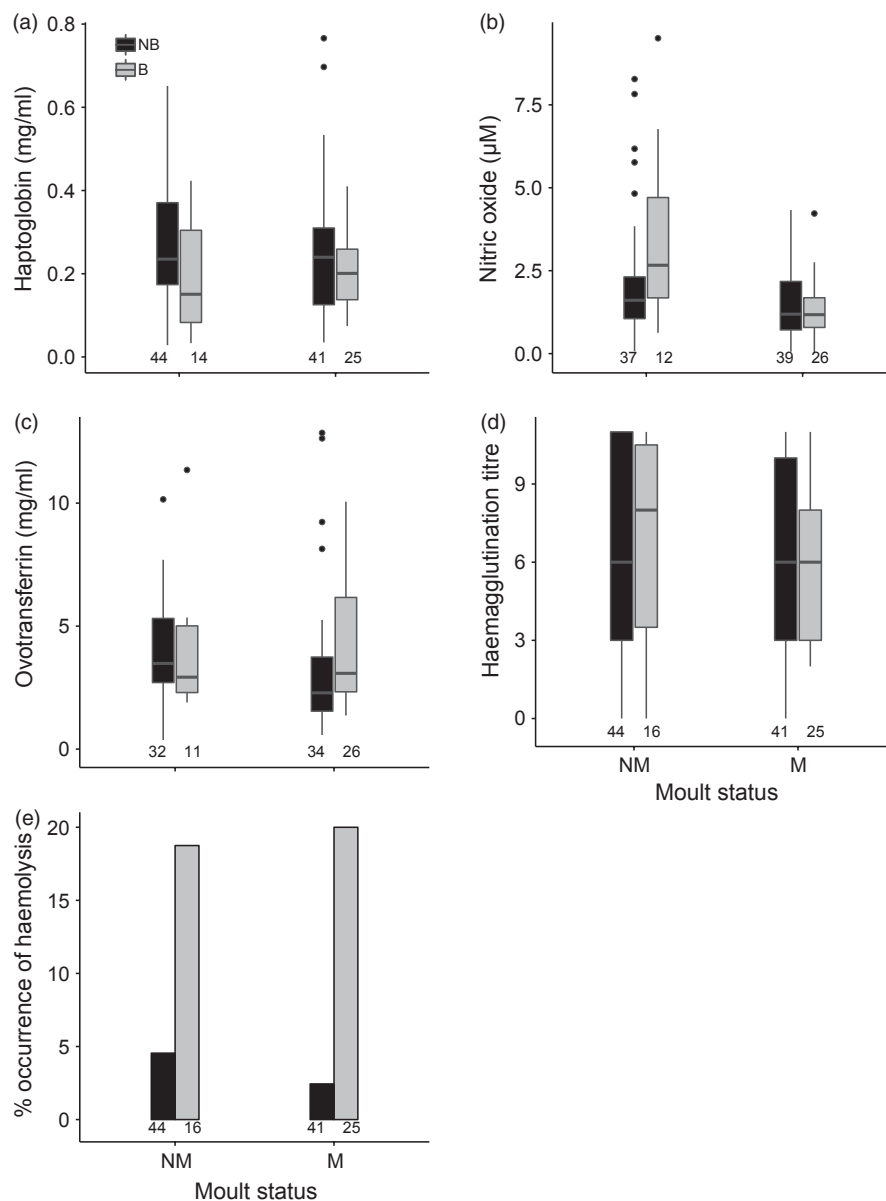 (a)
0.8
0.6
0.4
0.2
0.0
Haptoglobin (mg/ml)
NB
B
44 14 41 25
(b)
7.5
5.0
2.5
0.0
Nitric oxide (µM)
37 12 39 26
(c)
10
5
0
Ovotransferrin (mg/ml)
32 11 34 26
(d)
9
6
3
0
Haemagglutination titre
44 16 41 25
NM M
Moult status
(e)
20
15
10
5
0
% occurrence of haemolysis
44 16 41 25
NM M
Moult status